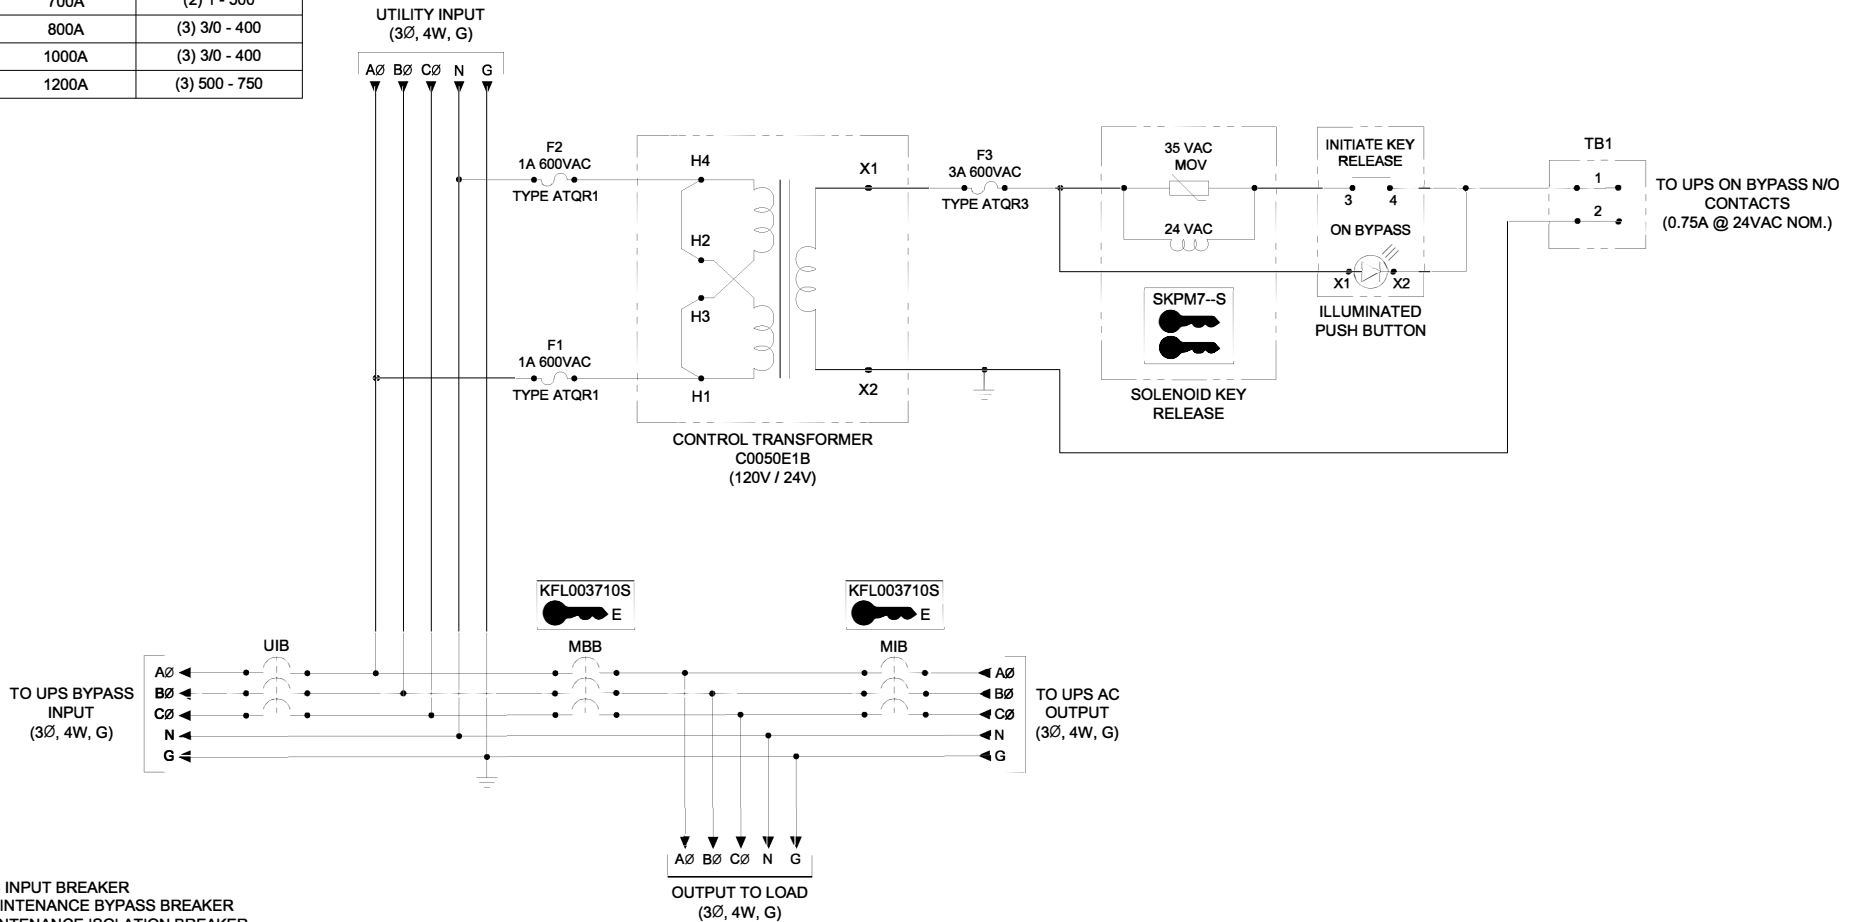 700A (2) 1 - 500
800A (3) 3/0 - 400
1000A (3) 3/0 - 400
1200A (3) 500 - 750
UTILITY INPUT
(3Ø, 4W, G)
AØ BØ CØ N G
F2
1A 600VAC
TYPE ATQR1
F1
1A 600VAC
TYPE ATQR1
H4
H2
H3
H1
X1
X2
CONTROL TRANSFORMER
C0050E1B
(120V / 24V)
F3
3A 600VAC
TYPE ATQR3
35 VAC
MOV
24 VAC
SKPM7--S
SOLENOID KEY
RELEASE
INITIATE KEY
RELEASE
3 4
ON BYPASS
X1 X2
ILLUMINATED
PUSH BUTTON
TB1
1
2
TO UPS ON BYPASS N/O
CONTACTS
(0.75A @ 24VAC NOM.)
KFL003710S
E
KFL003710S
E
UIB
MBB
MIB
TO UPS BYPASS
INPUT
(3Ø, 4W, G)
AØ
BØ
CØ
N
G
AØ
BØ
CØ
N
G
TO UPS AC
OUTPUT
(3Ø, 4W, G)
AØ BØ CØ N G
OUTPUT TO LOAD
(3Ø, 4W, G)
INPUT BREAKER
INTENANCE BYPASS BREAKER
NTENANCE ISOLATION BREAKER